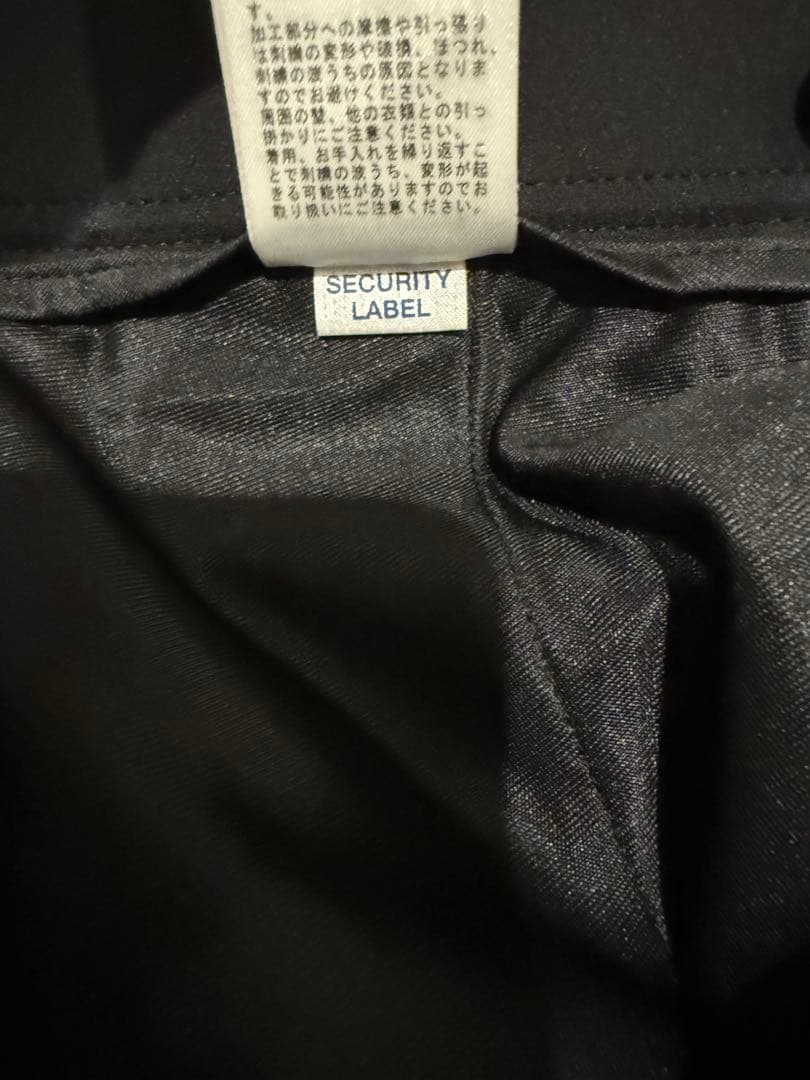 す。
加工部分への摩擦や引っ張り
は刺繍の変形や破損、ほつれ、
刺繍の波うちの原因となりま
すのでお避けください。
周囲の壁、他の衣類との引っ
掛かりにご注意ください。
着用、お手入れを繰り返すこ
とで刺繍の波うち、変形が起
きる可能性がありますのでお
取り扱いにご注意ください。
SECURITY
LABEL